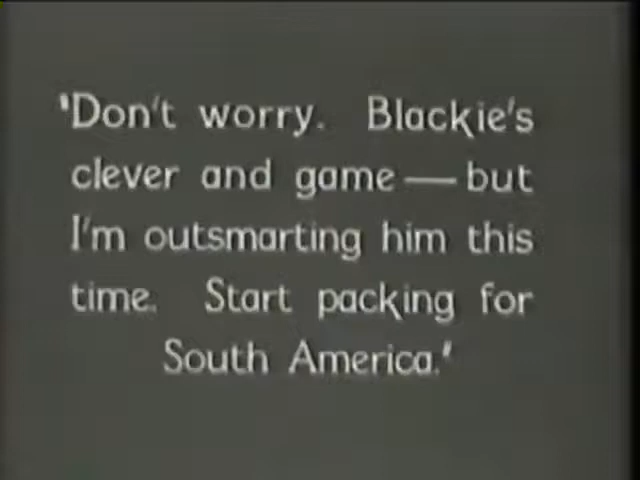 "Don't worry. Blackie's
clever and game — but
I'm outsmarting him this
time. Start packing for
South America."